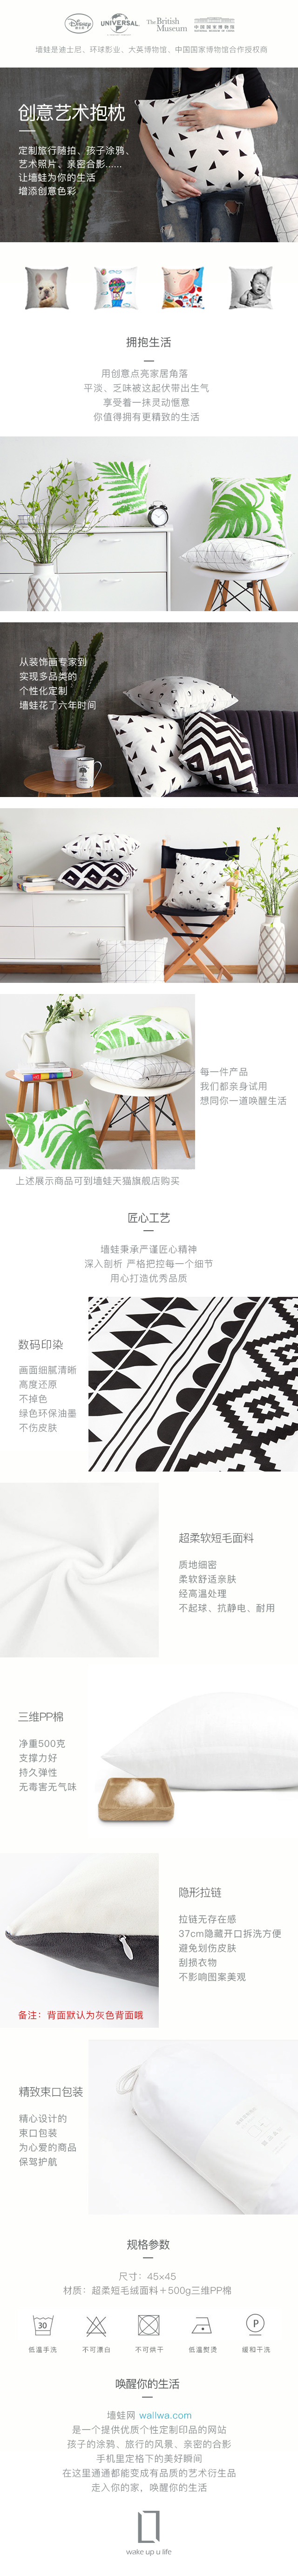 Disney
UNIVERSAL
The British Museum
中国国家博物馆
墙蛙是迪士尼、环球影业、大英博物馆、中国国家博物馆合作授权商
创意艺术抱枕
定制旅行随拍、孩子涂鸦、
艺术照片、亲密合影......
让墙蛙为你的生活
增添创意色彩
拥抱生活
用创意点亮家居角落
平淡、乏味被这起伏带出生气
享受着一抹灵动惬意
你值得拥有更精致的生活
从装饰画专家到
实现多品类的
个性化定制
墙蛙花了六年时间
每一件产品
我们都亲身试用
想同你一道唤醒生活
上述展示商品可到墙蛙天猫旗舰店购买
匠心工艺
墙蛙秉承严谨匠心精神
深入剖析 严格把控每一个细节
用心打造优秀品质
数码印染
画面细腻清晰
高度还原
不掉色
绿色环保油墨
不伤皮肤
超柔软短毛面料
质地细密
柔软舒适亲肤
经高温处理
不起球、抗静电、耐用
三维PP棉
净重500克
支撑力好
持久弹性
无毒害无气味
隐形拉链
拉链无存在感
37cm隐藏开口拆洗方便
避免划伤皮肤
刮损衣物
不影响图案美观
备注：背面默认为灰色背面哦
精致束口包装
精心设计的
束口包装
为心爱的商品
保驾护航
规格参数
尺寸：45×45
材质：超柔短毛绒面料＋500g三维PP棉
30
P
低温手洗
不可漂白
不可烘干
低温熨烫
缓和干洗
唤醒你的生活
墙蛙网 wallwa.com
是一个提供优质个性定制印品的网站
孩子的涂鸦、旅行的风景、亲密的合影
手机里定格下的美好瞬间
在这里通通都能变成有品质的艺术衍生品
走入你的家，唤醒你的生活
wake up u life